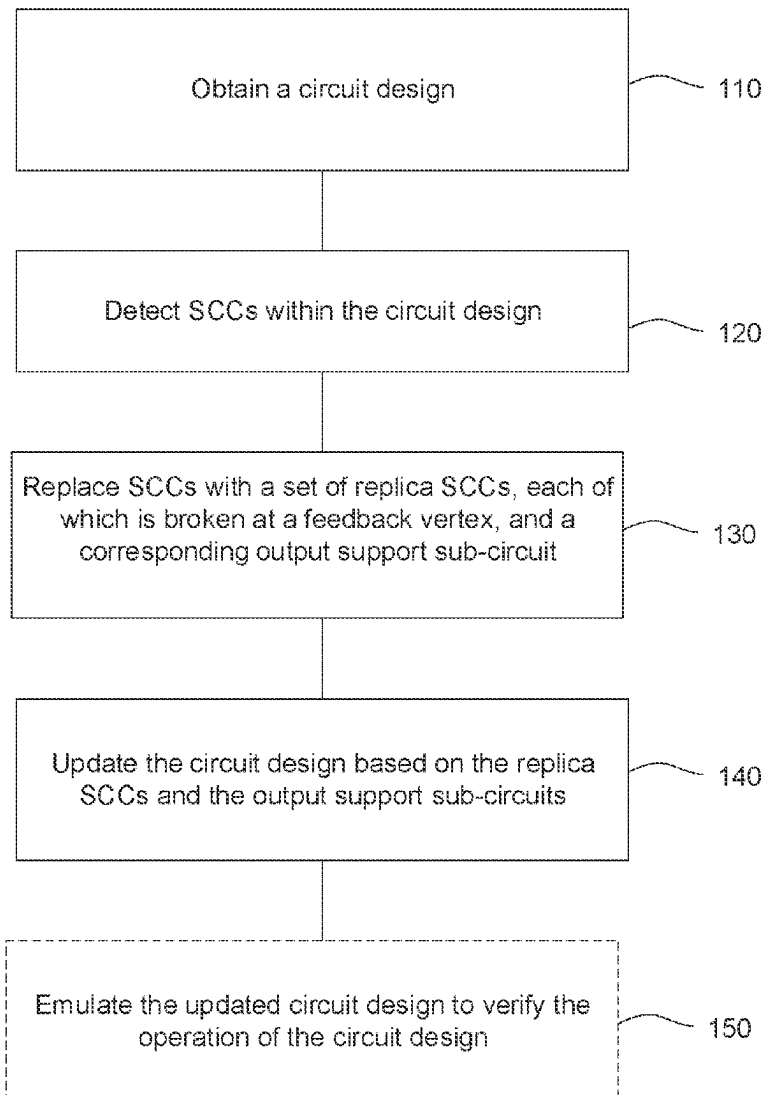 Obtain a circuit design
110
Detect SCCs within the circuit design
120
Replace SCCs with a set of replica SCCs, each of
which is broken at a feedback vertex, and a
corresponding output support sub-circuit
130
Update the circuit design based on the replica
SCCs and the output support sub-circuits
140
Emulate the updated circuit design to verify the
operation of the circuit design
150